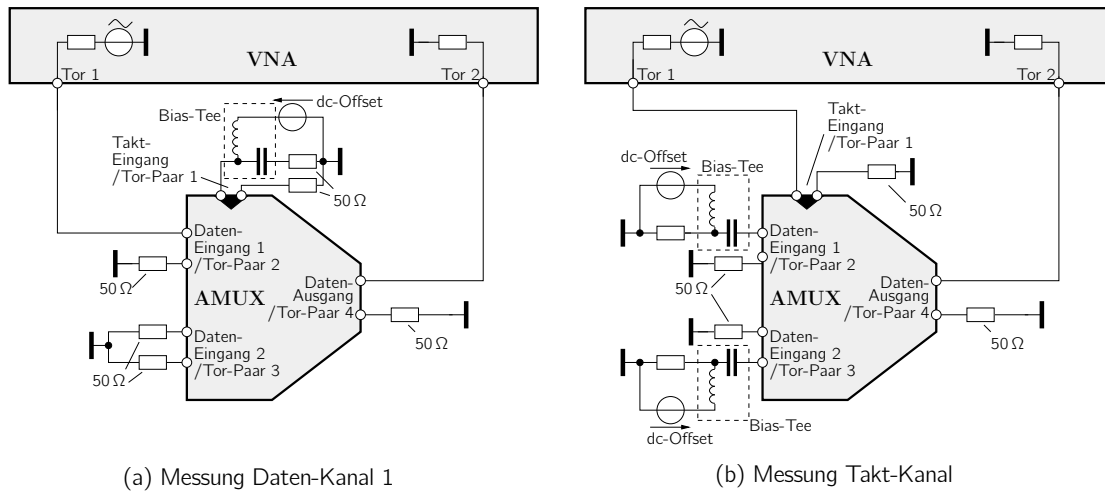 VNA
Tor 1
Tor 2
dc-Offset
Bias-Tee
Takt-
Eingang
/Tor-Paar 1
50 Ω
Daten-
Eingang 1
/Tor-Paar 2
50 Ω
AMUX
Daten-
Ausgang
/Tor-Paar 4
50 Ω
Daten-
Eingang 2
/Tor-Paar 3
50 Ω
(a) Messung Daten-Kanal 1
VNA
Tor 1
Tor 2
Takt-
Eingang
/Tor-Paar 1
dc-Offset
Bias-Tee
50 Ω
Daten-
Eingang 1
/Tor-Paar 2
50 Ω
AMUX
Daten-
Ausgang
/Tor-Paar 4
50 Ω
Daten-
Eingang 2
/Tor-Paar 3
Bias-Tee
dc-Offset
(b) Messung Takt-Kanal